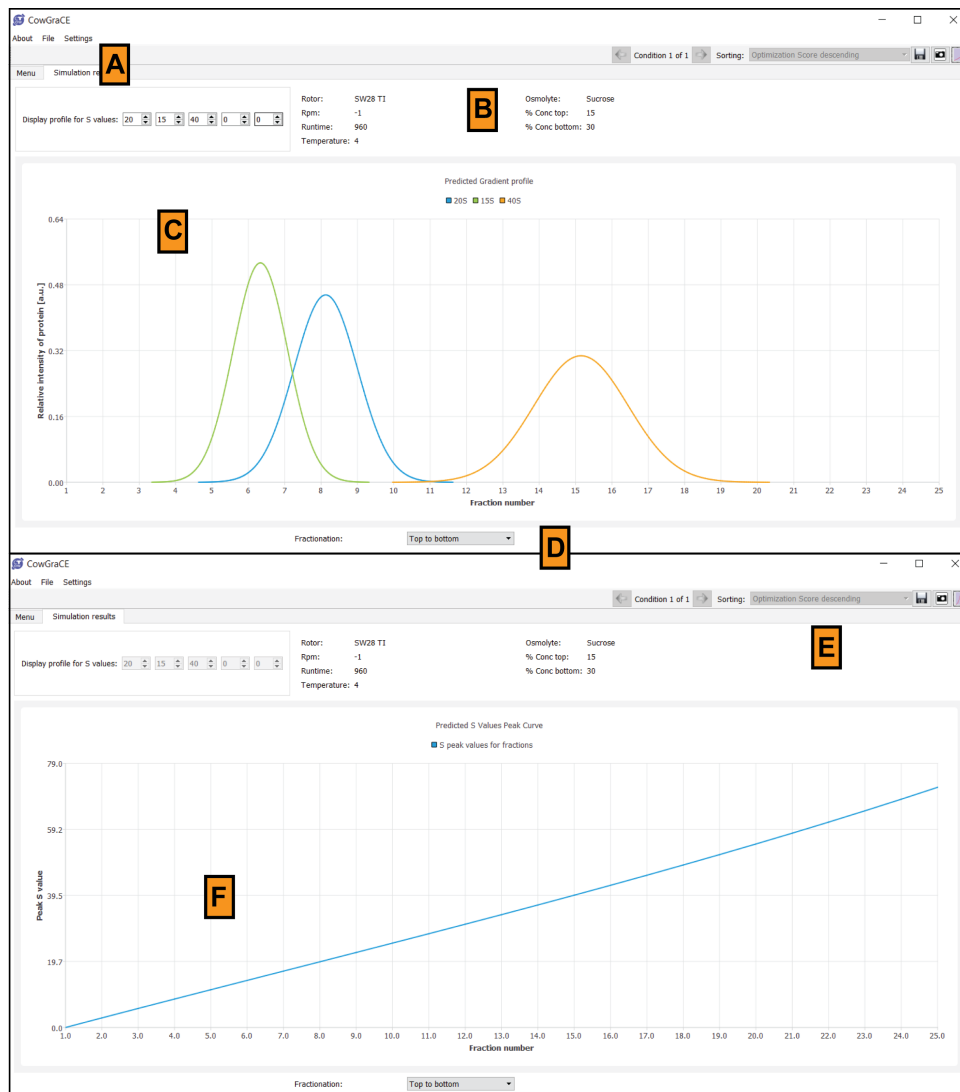 CowGraCE
About File Settings
A
Condition 1 of 1 Sorting: Optimization Score descending
Menu Simulation
B
Display profile for S values: 20 15 40 0 0
Rotor: SW28 TI Osmolyte: Sucrose
Rpm: -1 % Conc top: 15
Runtime: 960 % Conc bottom: 30
Temperature: 4
Predicted Gradient profile
20S 15S 40S
C
Relative intensity of protein [a.u.]
0.64
0.48
0.32
0.16
0.00
1 2 3 4 5 6 7 8 9 10 11 12 13 14 15 16 17 18 19 20 21 22 23 24 25
Fraction number
Fractionation: Top to bottom
D
CowGraCE
About File Settings
Condition 1 of 1 Sorting: Optimization Score descending
Menu Simulation results
E
Display profile for S values: 20 15 40 0 0
Rotor: SW28 TI Osmolyte: Sucrose
Rpm: -1 % Conc top: 15
Runtime: 960 % Conc bottom: 30
Temperature: 4
Predicted S Values Peak Curve
S peak values for fractions
Peak S value
79.0
59.2
39.5
F
19.7
0.0
1.0 2.0 3.0 4.0 5.0 6.0 7.0 8.0 9.0 10.0 11.0 12.0 13.0 14.0 15.0 16.0 17.0 18.0 19.0 20.0 21.0 22.0 23.0 24.0 25.0
Fraction number
Fractionation: Top to bottom